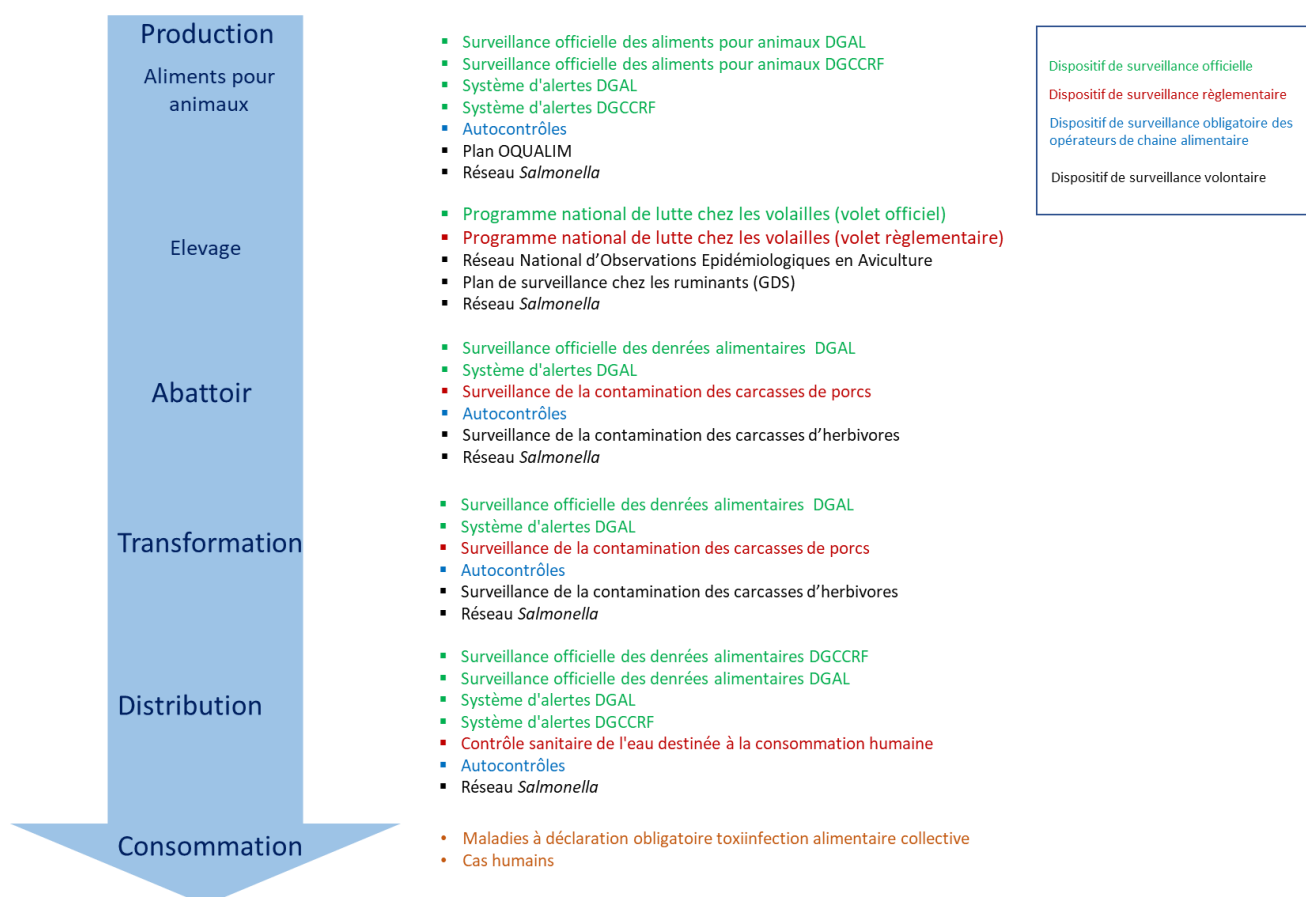 Production
Aliments pour
animaux
▪ Surveillance officielle des aliments pour animaux DGAL
▪ Surveillance officielle des aliments pour animaux DGCCRF
▪ Système d'alertes DGAL
▪ Système d'alertes DGCCRF
▪ Autocontrôles
▪ Plan OQUALIM
▪ Réseau Salmonella
Dispositif de surveillance officielle
Dispositif de surveillance règlementaire
Dispositif de surveillance obligatoire des
opérateurs de chaine alimentaire
Dispositif de surveillance volontaire
Elevage
▪ Programme national de lutte chez les volailles (volet officiel)
▪ Programme national de lutte chez les volailles (volet règlementaire)
▪ Réseau National d’Observations Epidémiologiques en Aviculture
▪ Plan de surveillance chez les ruminants (GDS)
▪ Réseau Salmonella
Abattoir
▪ Surveillance officielle des denrées alimentaires DGAL
▪ Système d'alertes DGAL
▪ Surveillance de la contamination des carcasses de porcs
▪ Autocontrôles
▪ Surveillance de la contamination des carcasses d’herbivores
▪ Réseau Salmonella
Transformation
▪ Surveillance officielle des denrées alimentaires DGAL
▪ Système d'alertes DGAL
▪ Surveillance de la contamination des carcasses de porcs
▪ Autocontrôles
▪ Surveillance de la contamination des carcasses d’herbivores
▪ Réseau Salmonella
Distribution
▪ Surveillance officielle des denrées alimentaires DGCCRF
▪ Surveillance officielle des denrées alimentaires DGAL
▪ Système d'alertes DGAL
▪ Système d'alertes DGCCRF
▪ Contrôle sanitaire de l'eau destinée à la consommation humaine
▪ Autocontrôles
▪ Réseau Salmonella
Consommation
• Maladies à déclaration obligatoire toxiinfection alimentaire collective
• Cas humains